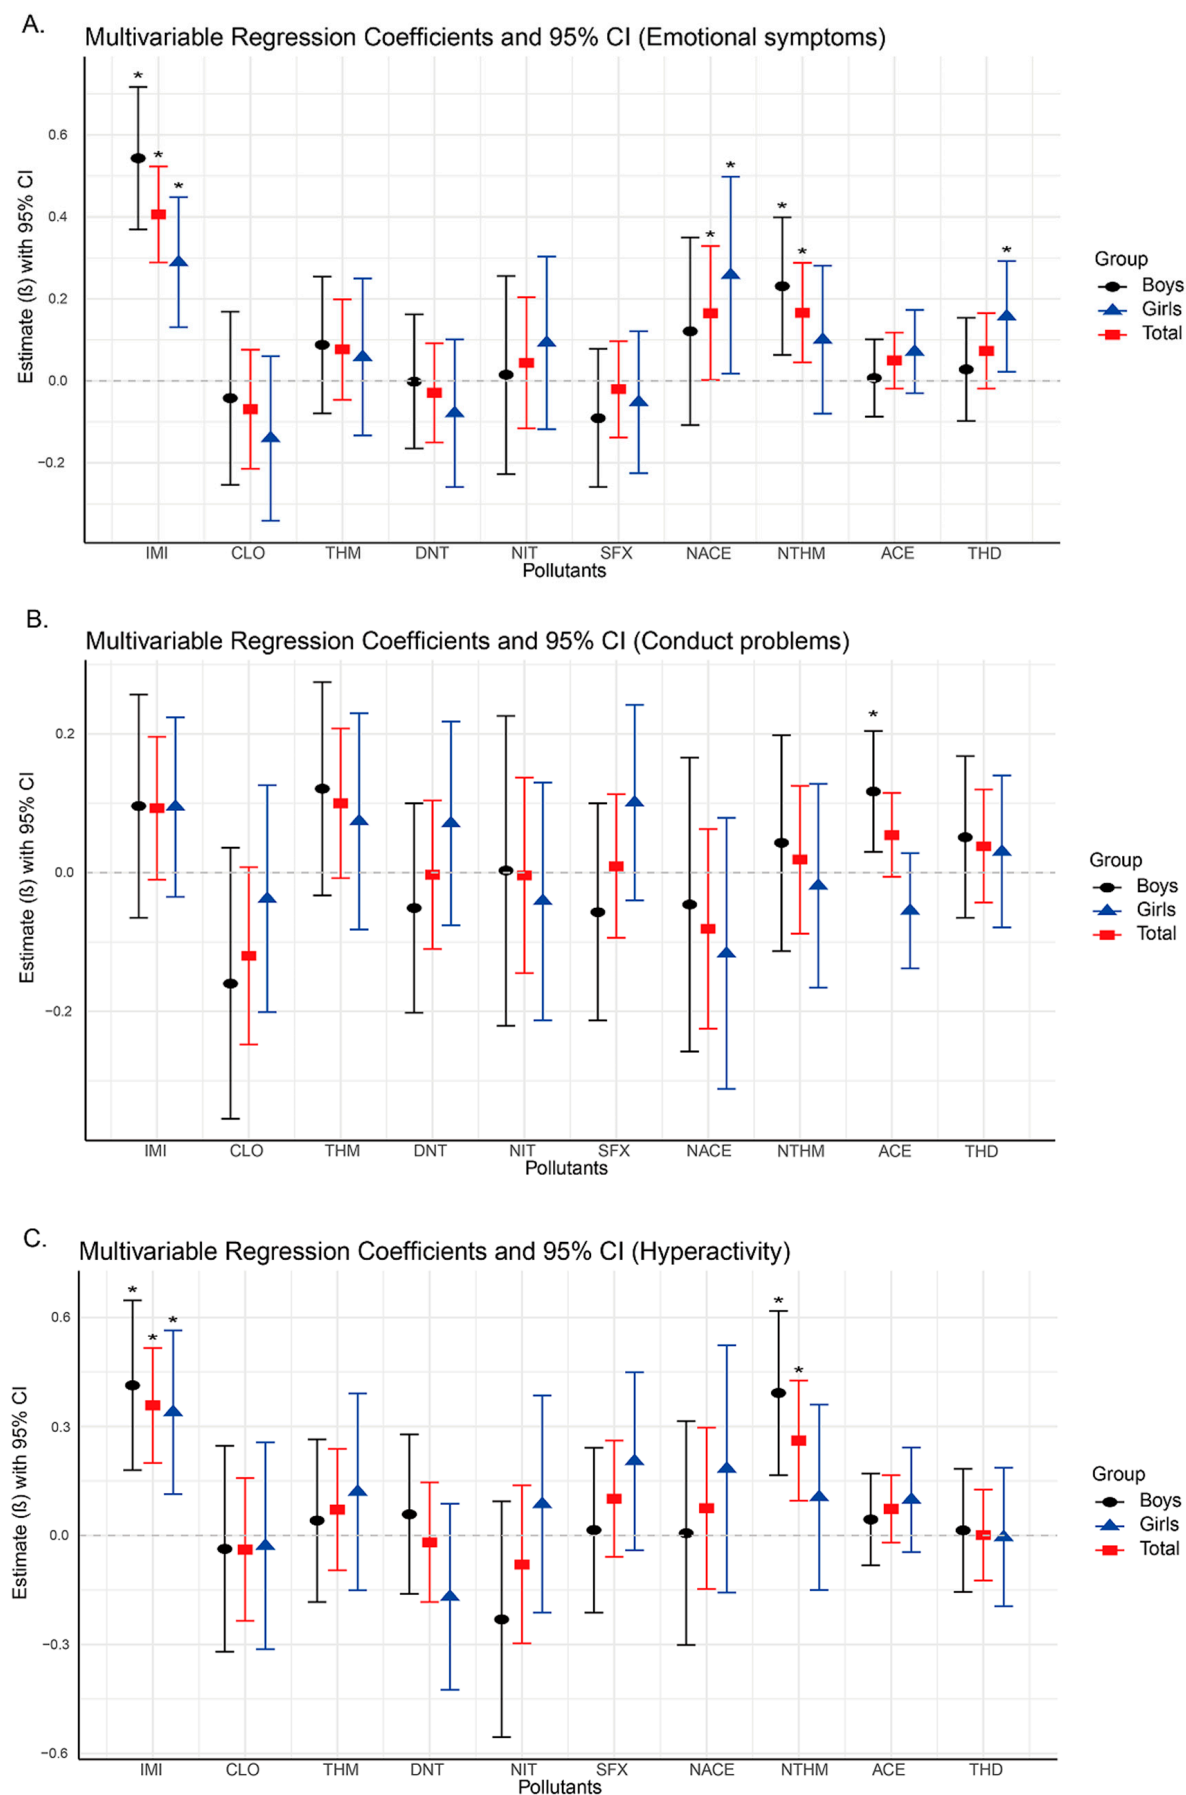 A.
Multivariable Regression Coefficients and 95% CI (Emotional symptoms)
* * * * * * * *
Estimate (ß) with 95% CI
0.6
0.4
0.2
0.0
−0.2
IMI CLO THM DNT NIT SFX NACE NTHM ACE THD
Pollutants
Group
Boys
Girls
Total
B.
Multivariable Regression Coefficients and 95% CI (Conduct problems)
*
Estimate (ß) with 95% CI
0.2
0.0
−0.2
IMI CLO THM DNT NIT SFX NACE NTHM ACE THD
Pollutants
Group
Boys
Girls
Total
C.
Multivariable Regression Coefficients and 95% CI (Hyperactivity)
* * * * *
Estimate (ß) with 95% CI
0.6
0.3
0.0
−0.3
−0.6
IMI CLO THM DNT NIT SFX NACE NTHM ACE THD
Pollutants
Group
Boys
Girls
Total